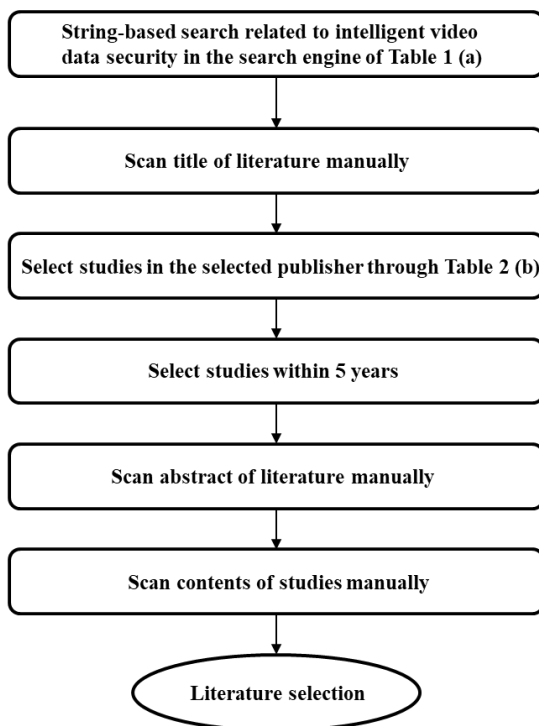 String-based search related to intelligent video
data security in the search engine of Table 1 (a)
Scan title of literature manually
Select studies in the selected publisher through Table 2 (b)
Select studies within 5 years
Scan abstract of literature manually
Scan contents of studies manually
Literature selection